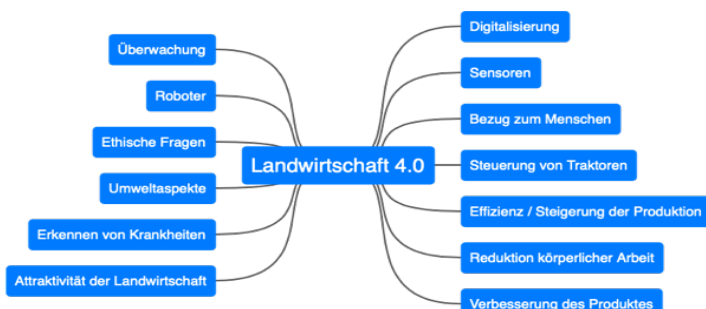 Landwirtschaft 4.0
Überwachung
Roboter
Ethische Fragen
Umweltaspekte
Erkennen von Krankheiten
Attraktivität der Landwirtschaft
Digitalisierung
Sensoren
Bezug zum Menschen
Steuerung von Traktoren
Effizienz / Steigerung der Produktion
Reduktion körperlicher Arbeit
Verbesserung des Produktes